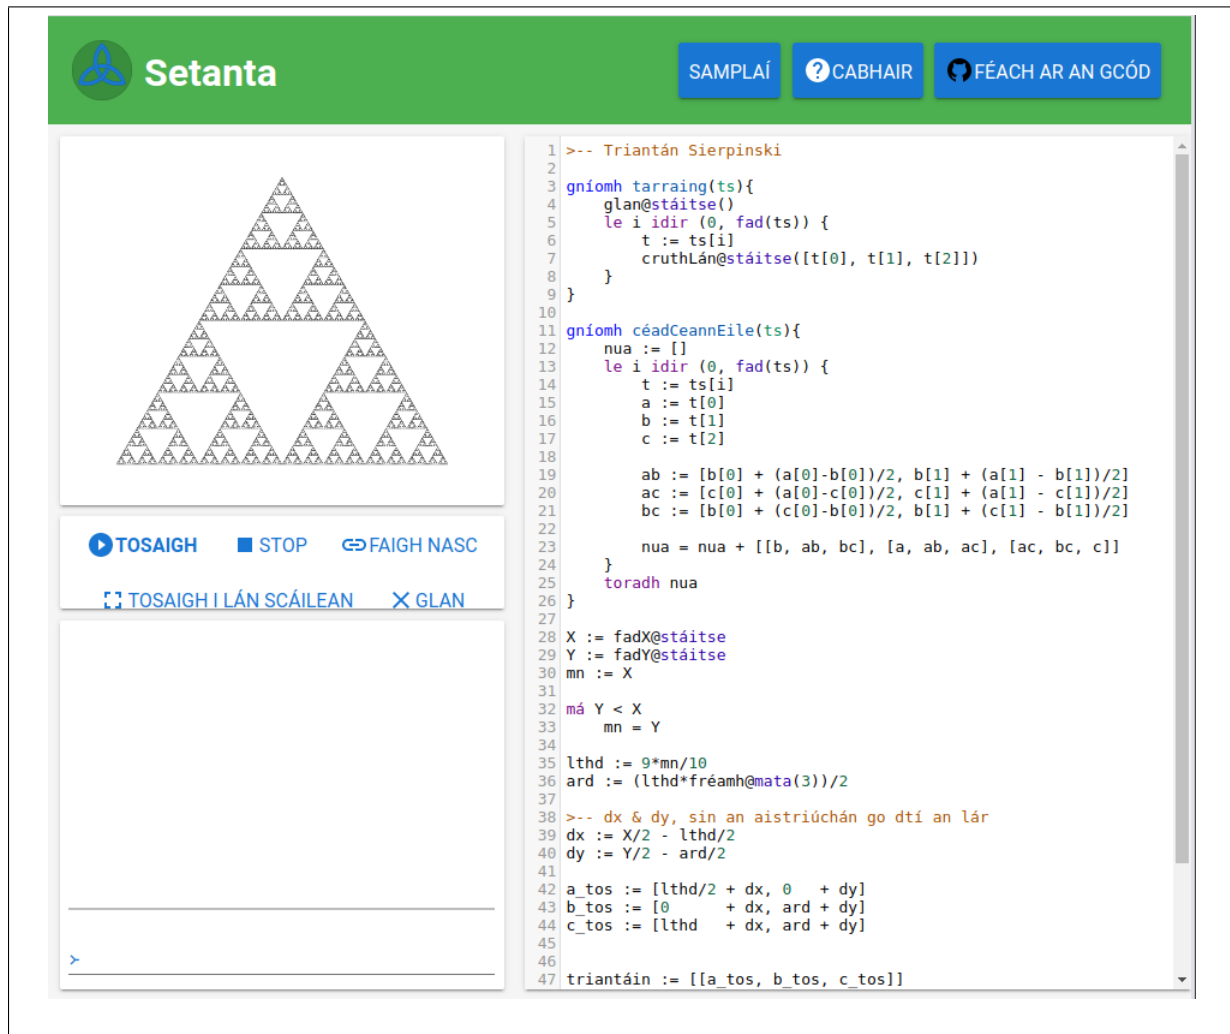 Setanta
SAMPLAÍ
CABHAIR
FÉACH AR AN GCÓD
TOSAIGH
STOP
FAIGH NASC
TOSAIGH I LÁN SCÁILEAN
GLAN
1 >-- Triantán Sierpinski
2
3 gníomh tarraing(ts){
4     glan@stáitse()
5     le i idir (0, fad(ts)) {
6         t := ts[i]
7         cruthLán@stáitse([t[0], t[1], t[2]])
8     }
9 }
10
11 gníomh céadCeannEile(ts){
12     nua := []
13     le i idir (0, fad(ts)) {
14         t := ts[i]
15         a := t[0]
16         b := t[1]
17         c := t[2]
18
19         ab := [b[0] + (a[0]-b[0])/2, b[1] + (a[1] - b[1])/2]
20         ac := [c[0] + (a[0]-c[0])/2, c[1] + (a[1] - c[1])/2]
21         bc := [b[0] + (c[0]-b[0])/2, b[1] + (c[1] - b[1])/2]
22
23         nua = nua + [[b, ab, bc], [a, ab, ac], [ac, bc, c]]
24     }
25     toradh nua
26 }
27
28 X := fadX@stáitse
29 Y := fadY@stáitse
30 mn := X
31
32 má Y < X
33     mn = Y
34
35 lthd := 9*mn/10
36 ard := (lthd*fréamh@mata(3))/2
37
38 >-- dx & dy, sin an aistriúchán go dtí an lár
39 dx := X/2 - lthd/2
40 dy := Y/2 - ard/2
41
42 a_tos := [lthd/2 + dx, 0   + dy]
43 b_tos := [0      + dx, ard + dy]
44 c_tos := [lthd   + dx, ard + dy]
45
46
47 triantáin := [[a_tos, b_tos, c_tos]]